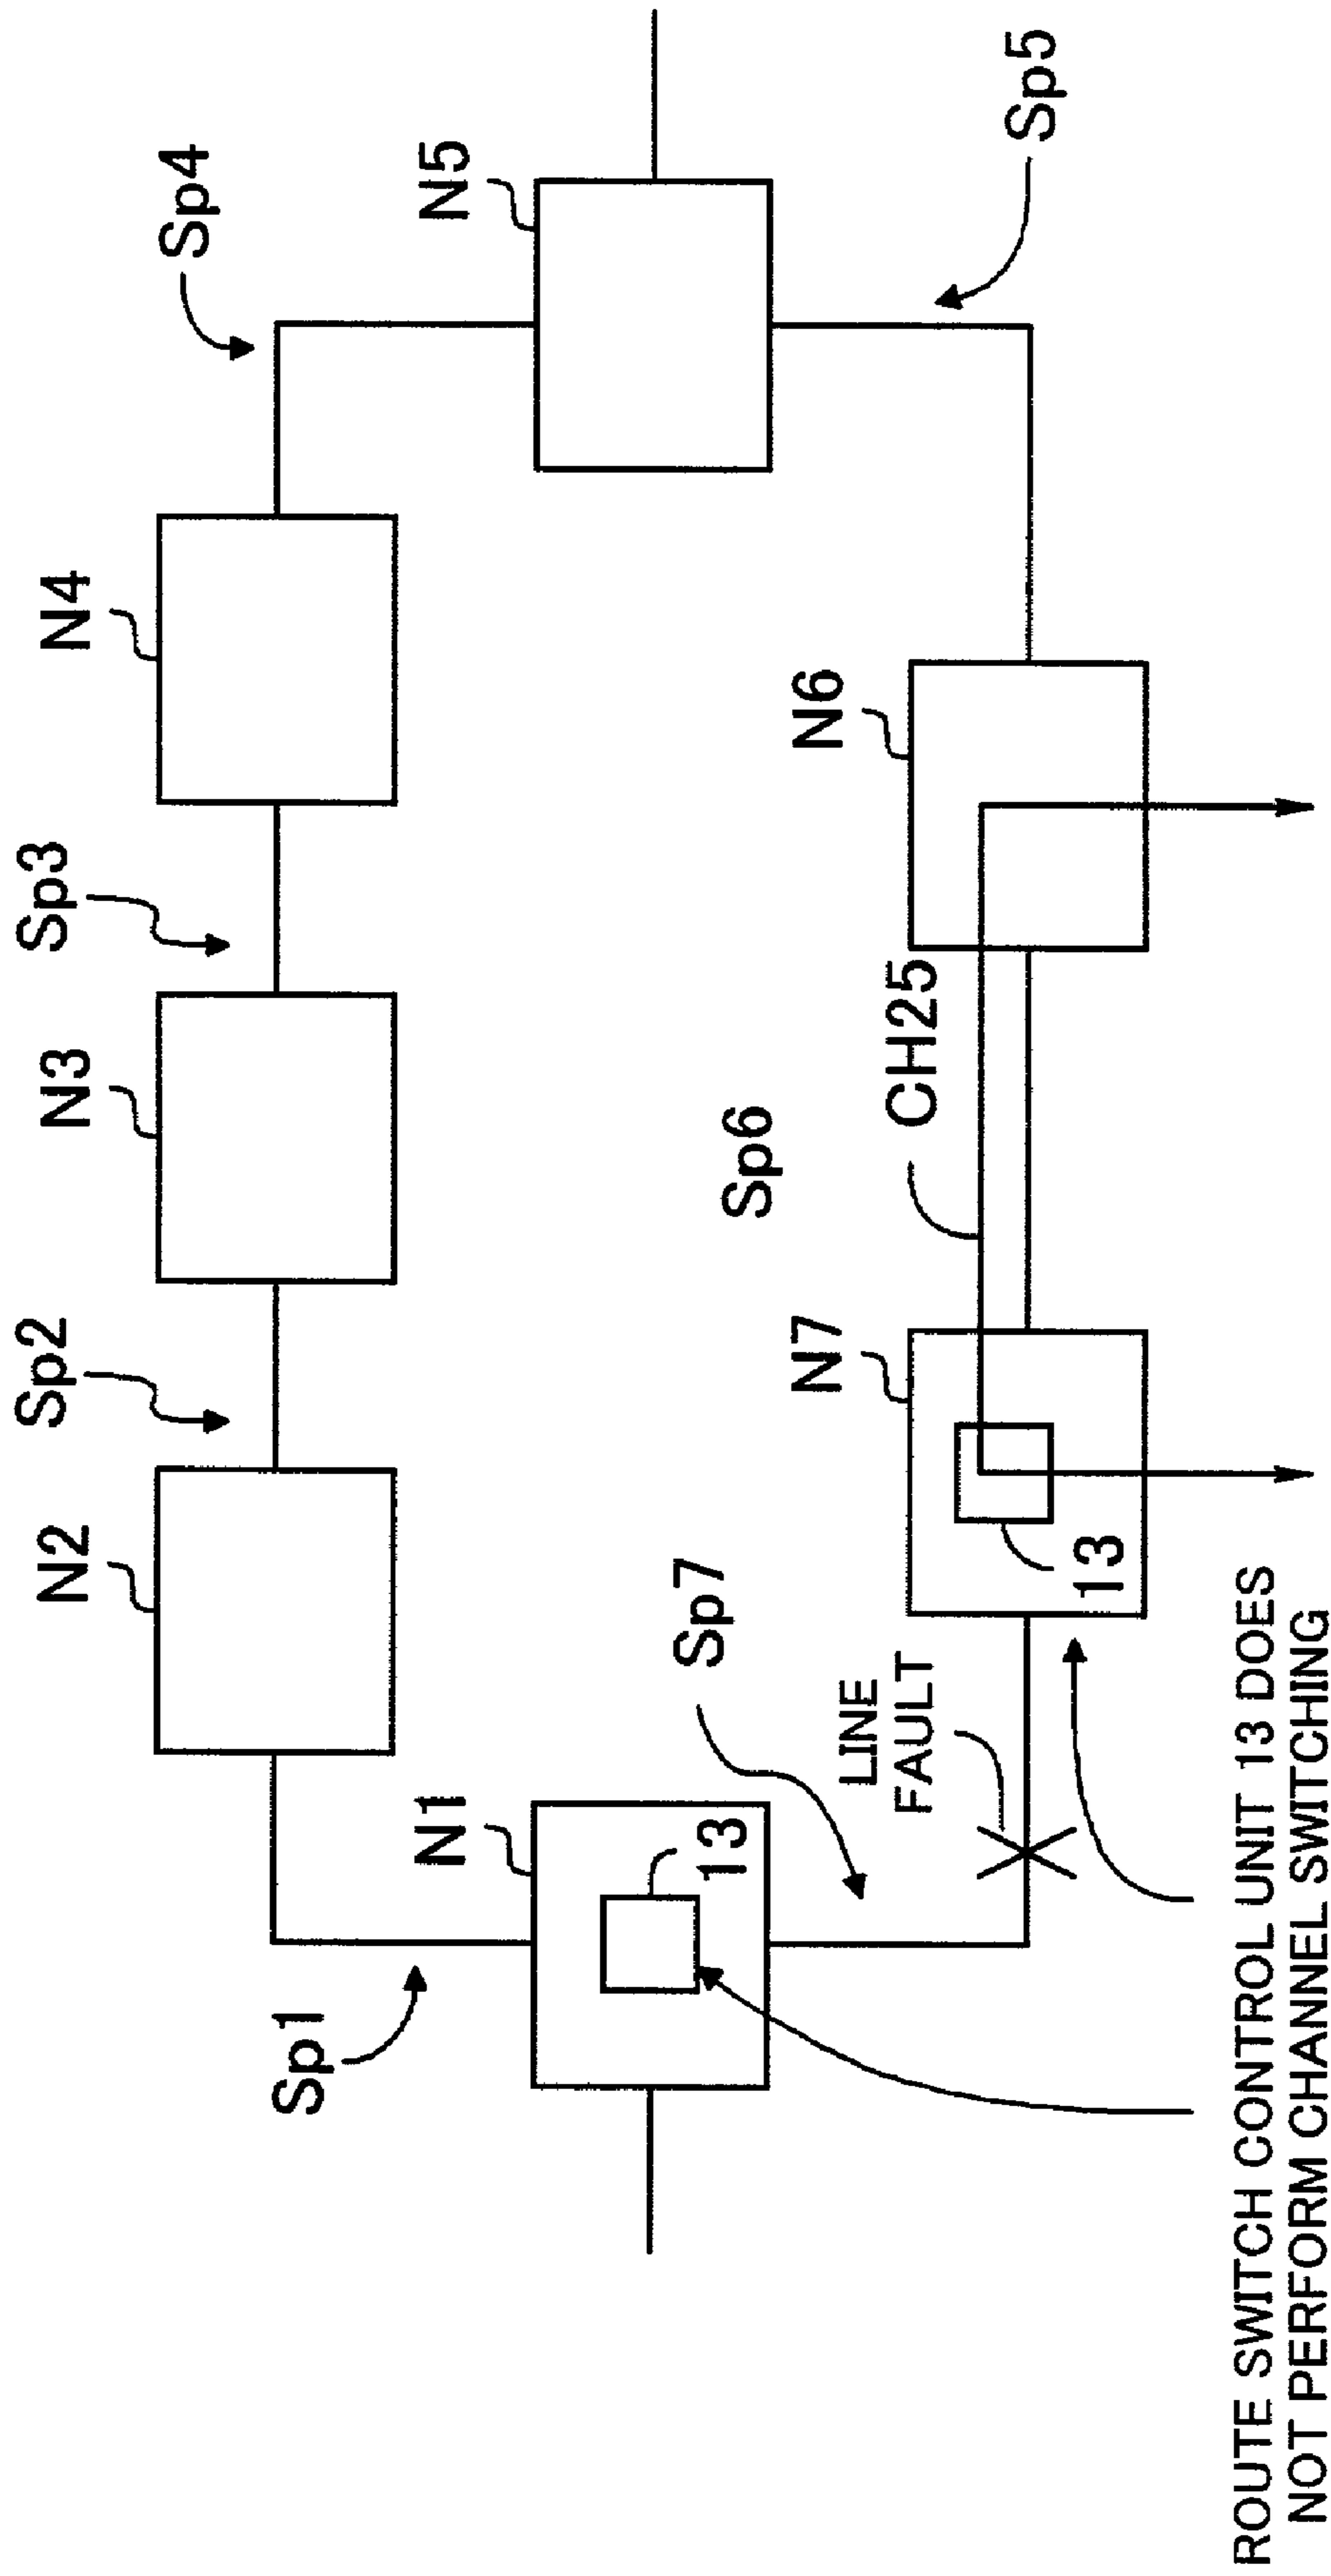 Sp1
N1
13
N2
Sp2
N3
Sp3
N4
Sp4
N5
Sp5
Sp7
LINE
FAULT
N7
13
Sp6
CH25
N6
ROUTE SWITCH CONTROL UNIT 13 DOES
NOT PERFORM CHANNEL SWITCHING